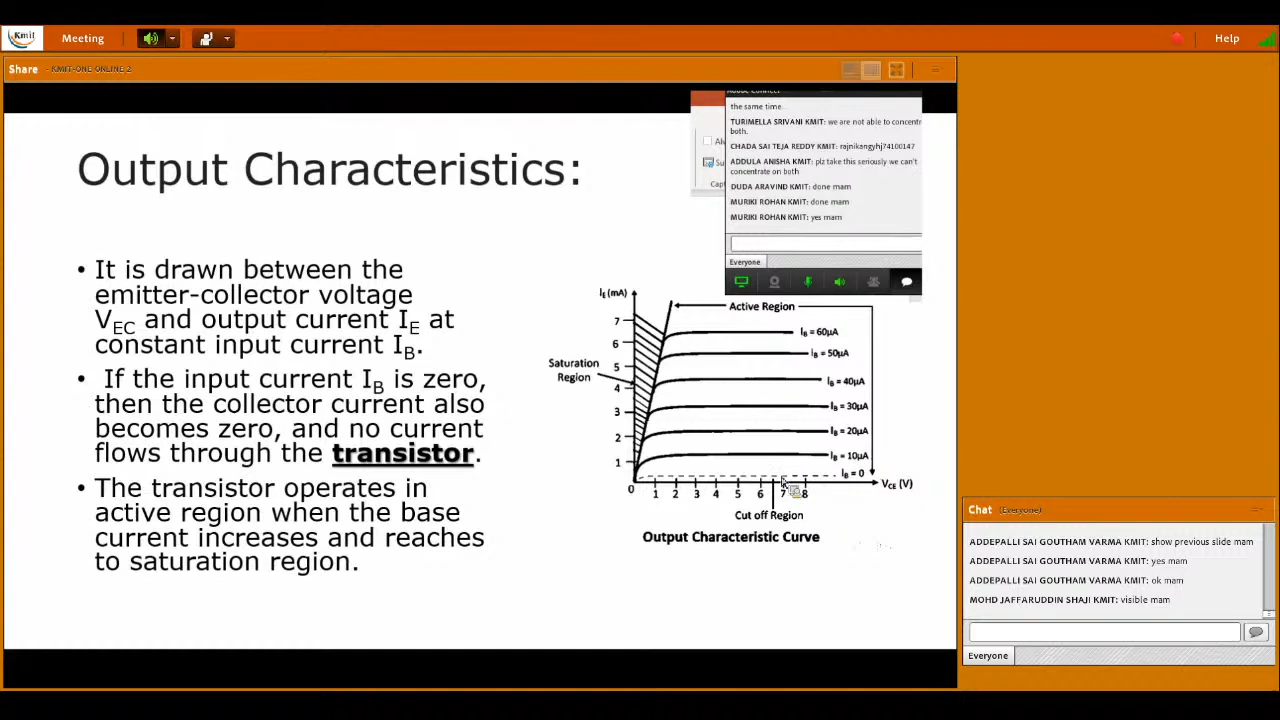 Kmit
Meeting
Help
Share - KMIT-ONE ONLINE 2
the same time.
TURIMELLA SRIVANI KMIT: we are not able to concentr
both.
CHADA SAI TEJA REDDY KMIT: rajnikangyhj74100147
ADDULA ANISHA KMIT: plz take this seriously we can't
concentrate on both
DUDA ARAVIND KMIT: done mam
MURIKI ROHAN KMIT: done mam
MURIKI ROHAN KMIT: yes mam
Everyone
Output Characteristics:
• It is drawn between the
emitter-collector voltage
VEC and output current IE at
constant input current IB.
• If the input current IB is zero,
then the collector current also
becomes zero, and no current
flows through the transistor.
• The transistor operates in
active region when the base
current increases and reaches
to saturation region.
IE (mA)
Active Region
7
6
5
4
3
2
1
0
Saturation
Region
IB = 60μA
IB = 50μA
IB = 40μA
IB = 30μA
IB = 20μA
IB = 10μA
IB = 0
1 2 3 4 5 6 7 8
VCE (V)
Cut off Region
Output Characteristic Curve
Chat (Everyone)
ADDEPALLI SAI GOUTHAM VARMA KMIT: show previous slide mam
ADDEPALLI SAI GOUTHAM VARMA KMIT: yes mam
ADDEPALLI SAI GOUTHAM VARMA KMIT: ok mam
MOHD JAFFARUDDIN SHAJI KMIT: visible mam
Everyone